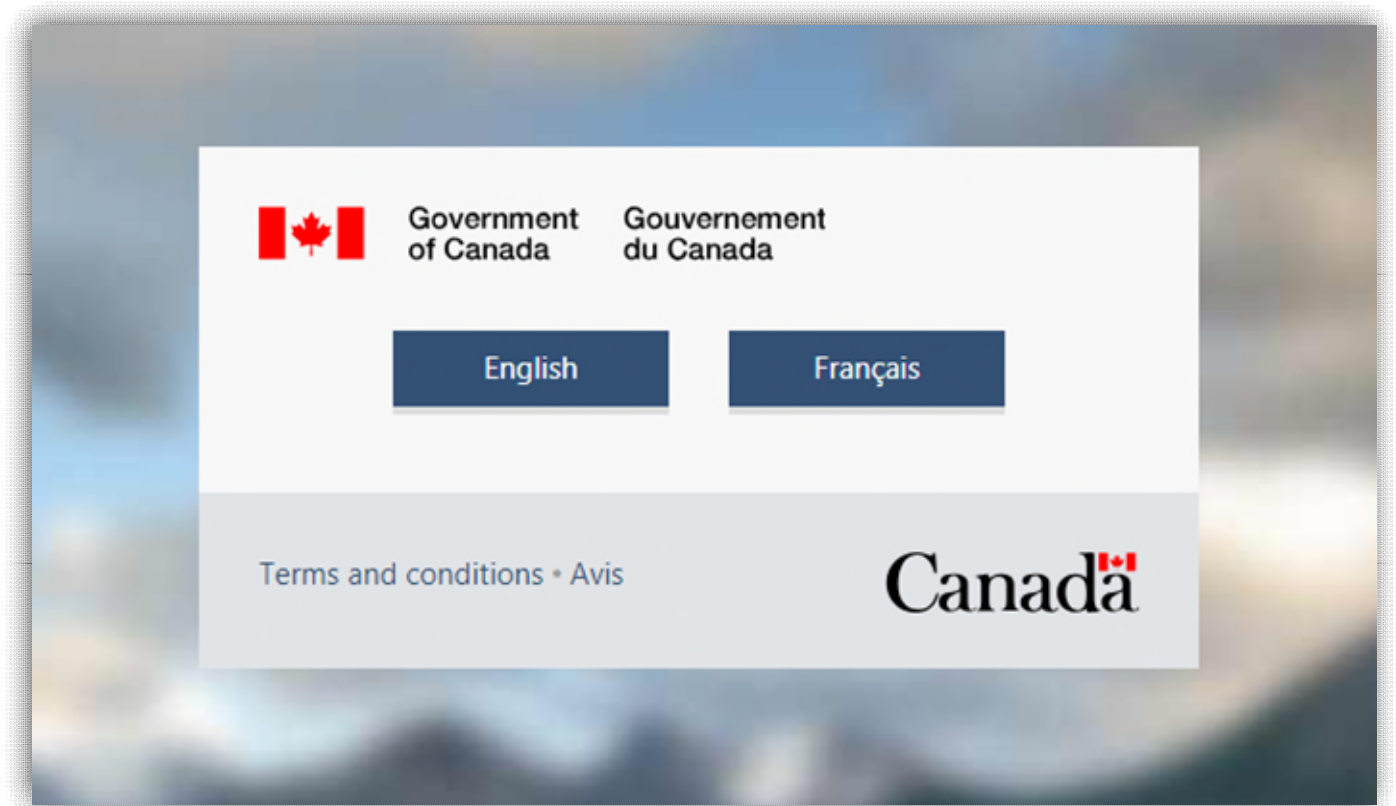 Government of Canada
Gouvernement du Canada
English
Français
Terms and conditions • Avis
Canada